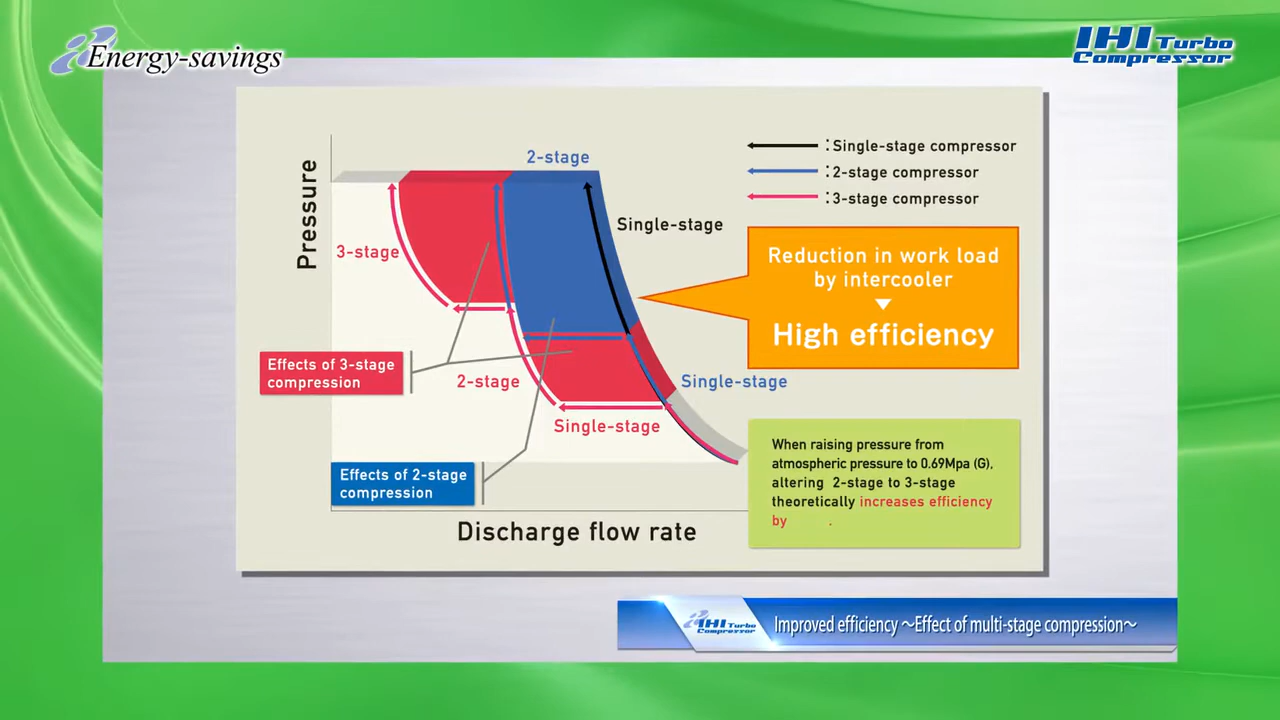 Energy-savings
IHI Turbo
Compressor
2-stage
:Single-stage compressor
:2-stage compressor
:3-stage compressor
Pressure
Single-stage
3-stage
Reduction in work load
by intercooler
High efficiency
Effects of 3-stage
compression
2-stage
Single-stage
Single-stage
When raising pressure from
atmospheric pressure to 0.69Mpa (G),
altering 2-stage to 3-stage
theoretically increases efficiency
by .
Effects of 2-stage
compression
Discharge flow rate
IHI Turbo
Compressor
Improved efficiency ～Effect of multi-stage compression～